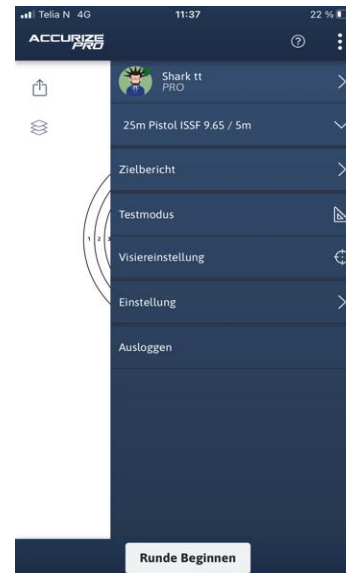 Telia N 4G 11:37 22 %
ACCURIZE
PRO
?
Shark tt
PRO
25m Pistol ISSF 9.65 / 5m
Zielbericht
Testmodus
1 2 3
Visiereinstellung
Einstellung
Ausloggen
Runde Beginnen